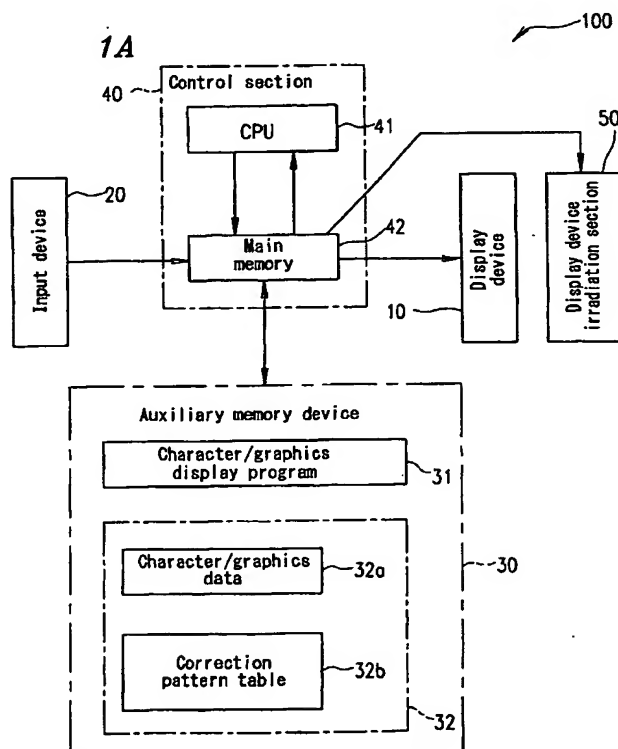 1A
100
40
Control section
CPU
41
50
20
Input device
Main
memory
42
Display
device
10
Display device
irradiation section
Auxiliary memory device
Character/graphics
display program
31
Character/graphics
data
32a
30
Correction
pattern table
32b
32